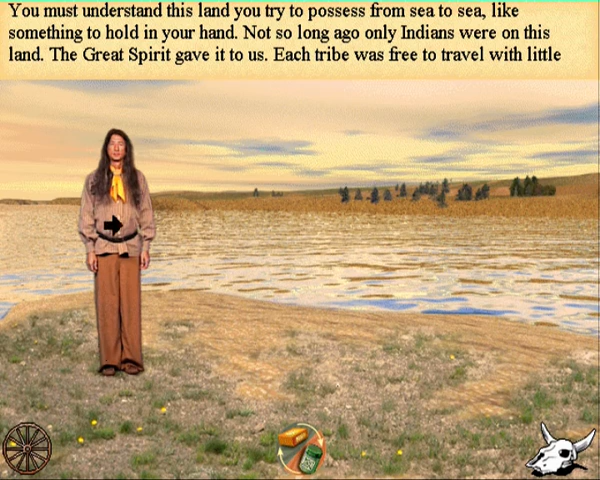 You must understand this land you try to possess from sea to sea, like
something to hold in your hand. Not so long ago only Indians were on this
land. The Great Spirit gave it to us. Each tribe was free to travel with little